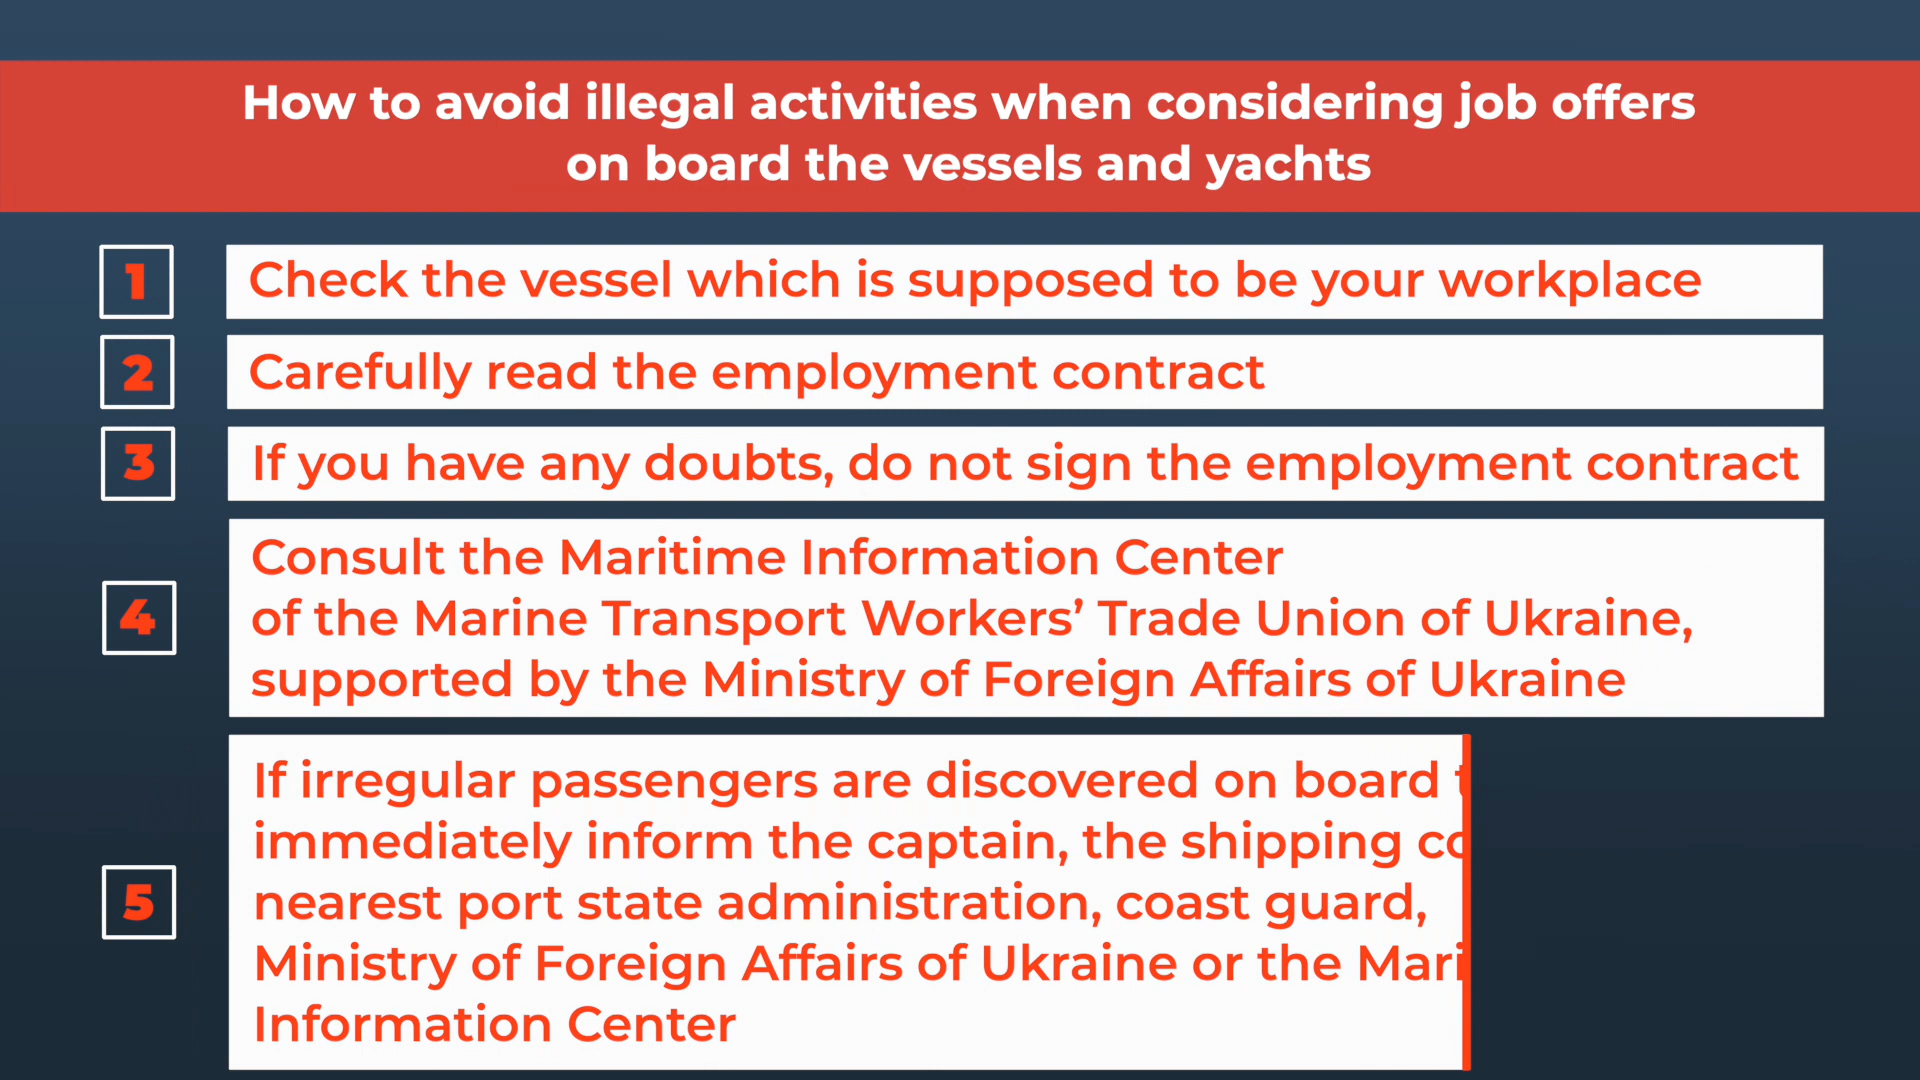 How to avoid illegal activities when considering job offers
on board the vessels and yachts
1
Check the vessel which is supposed to be your workplace
2
Carefully read the employment contract
3
If you have any doubts, do not sign the employment contract
4
Consult the Maritime Information Center
of the Marine Transport Workers’ Trade Union of Ukraine,
supported by the Ministry of Foreign Affairs of Ukraine
5
If irregular passengers are discovered on board
immediately inform the captain, the shipping
nearest port state administration, coast guard,
Ministry of Foreign Affairs of Ukraine or the
Information Center